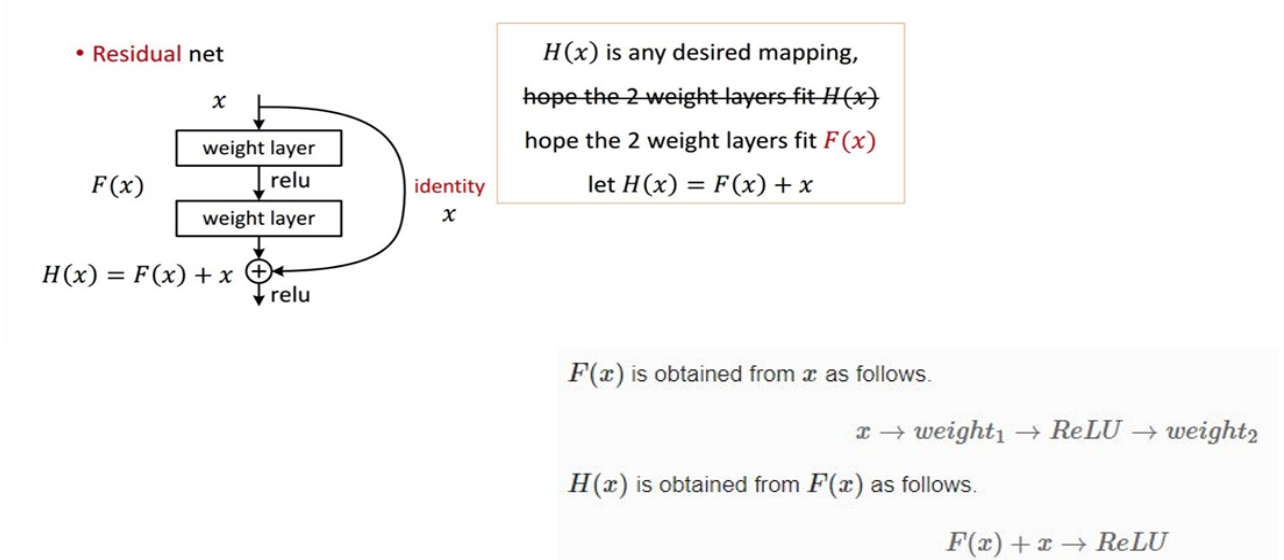 • Residual net
x
weight layer
relu
F(x)
weight layer
identity
x
H(x) = F(x) + x
relu
H(x) is any desired mapping,
hope the 2 weight layers fit H(x)
hope the 2 weight layers fit F(x)
let H(x) = F(x) + x
F(x) is obtained from x as follows.
x → weight₁ → ReLU → weight₂
H(x) is obtained from F(x) as follows.
F(x) + x → ReLU